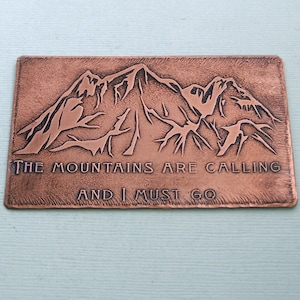 THE MOUNTAINS ARE CALLING
AND I MUST GO